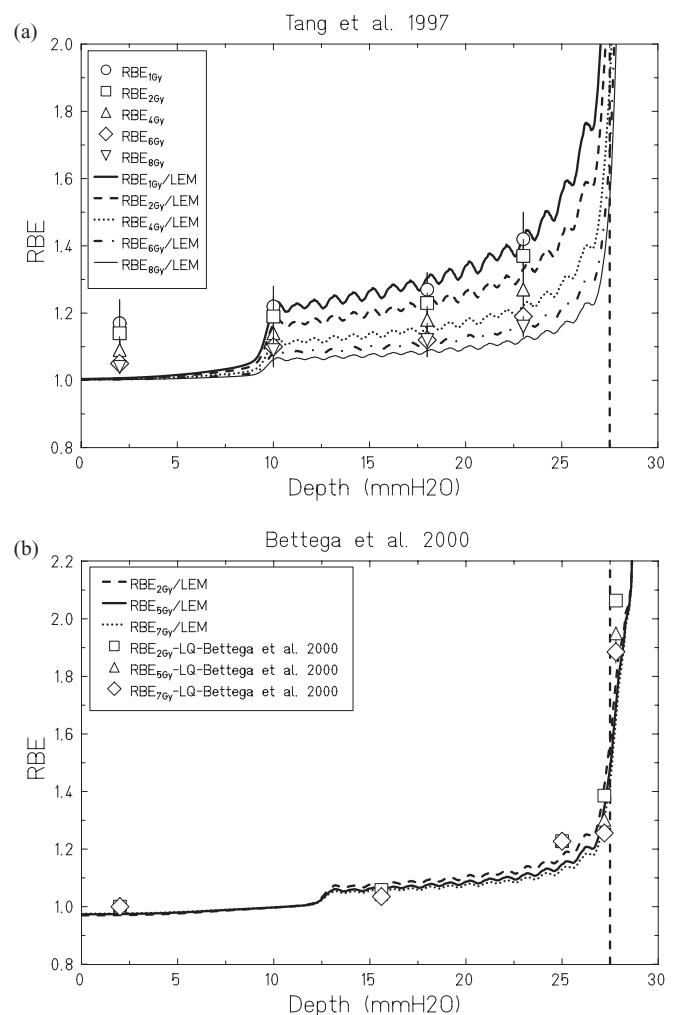 (a)
Tang et al. 1997
2.0
1.8
1.6
1.4
1.2
1.0
0.8
RBE
RBE1Gy
RBE2Gy
RBE4Gy
RBE6Gy
RBE8Gy
RBE1Gy/LEM
RBE2Gy/LEM
RBE4Gy/LEM
RBE6Gy/LEM
RBE8Gy/LEM
0 5 10 15 20 25 30
Depth (mmH2O)
(b)
Bettega et al. 2000
2.2
2.0
1.8
1.6
1.4
1.2
1.0
0.8
RBE
RBE2Gy/LEM
RBE5Gy/LEM
RBE7Gy/LEM
RBE2Gy-LQ-Bettega et al. 2000
RBE5Gy-LQ-Bettega et al. 2000
RBE7Gy-LQ-Bettega et al. 2000
0 5 10 15 20 25 30
Depth (mmH2O)